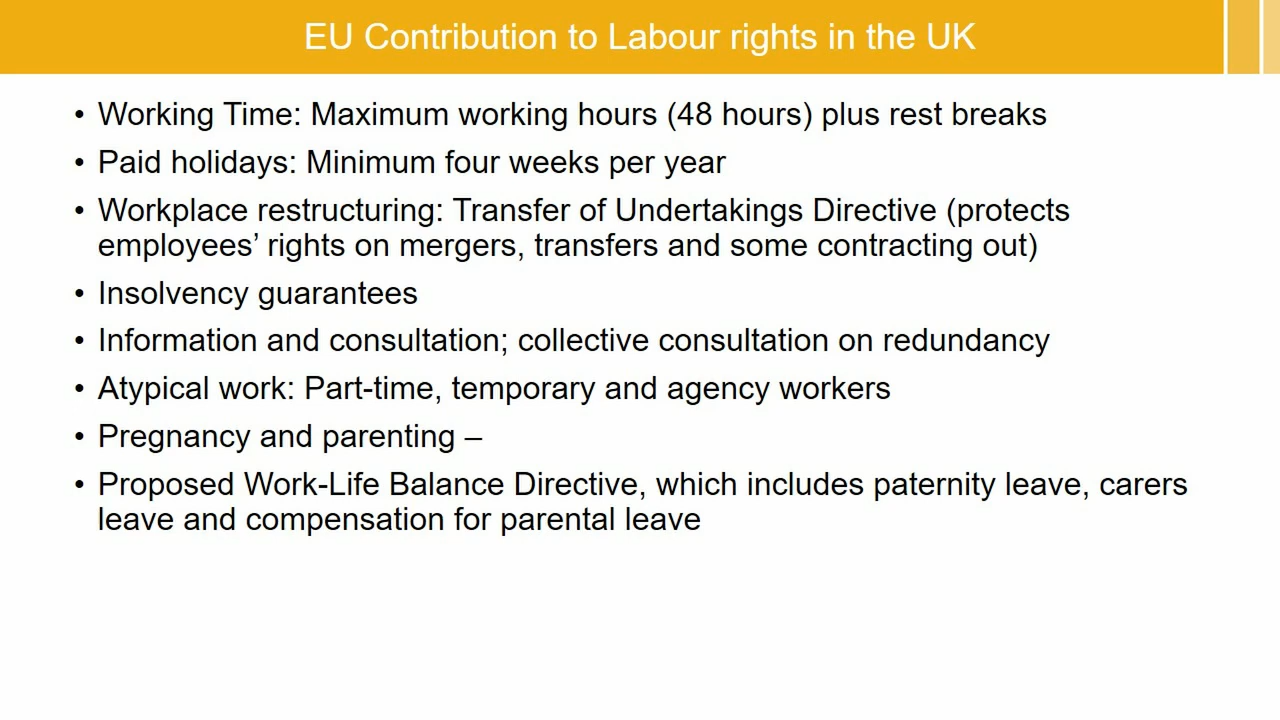 EU Contribution to Labour rights in the UK
• Working Time: Maximum working hours (48 hours) plus rest breaks
• Paid holidays: Minimum four weeks per year
• Workplace restructuring: Transfer of Undertakings Directive (protects
employees’ rights on mergers, transfers and some contracting out)
• Insolvency guarantees
• Information and consultation; collective consultation on redundancy
• Atypical work: Part-time, temporary and agency workers
• Pregnancy and parenting –
• Proposed Work-Life Balance Directive, which includes paternity leave, carers
leave and compensation for parental leave